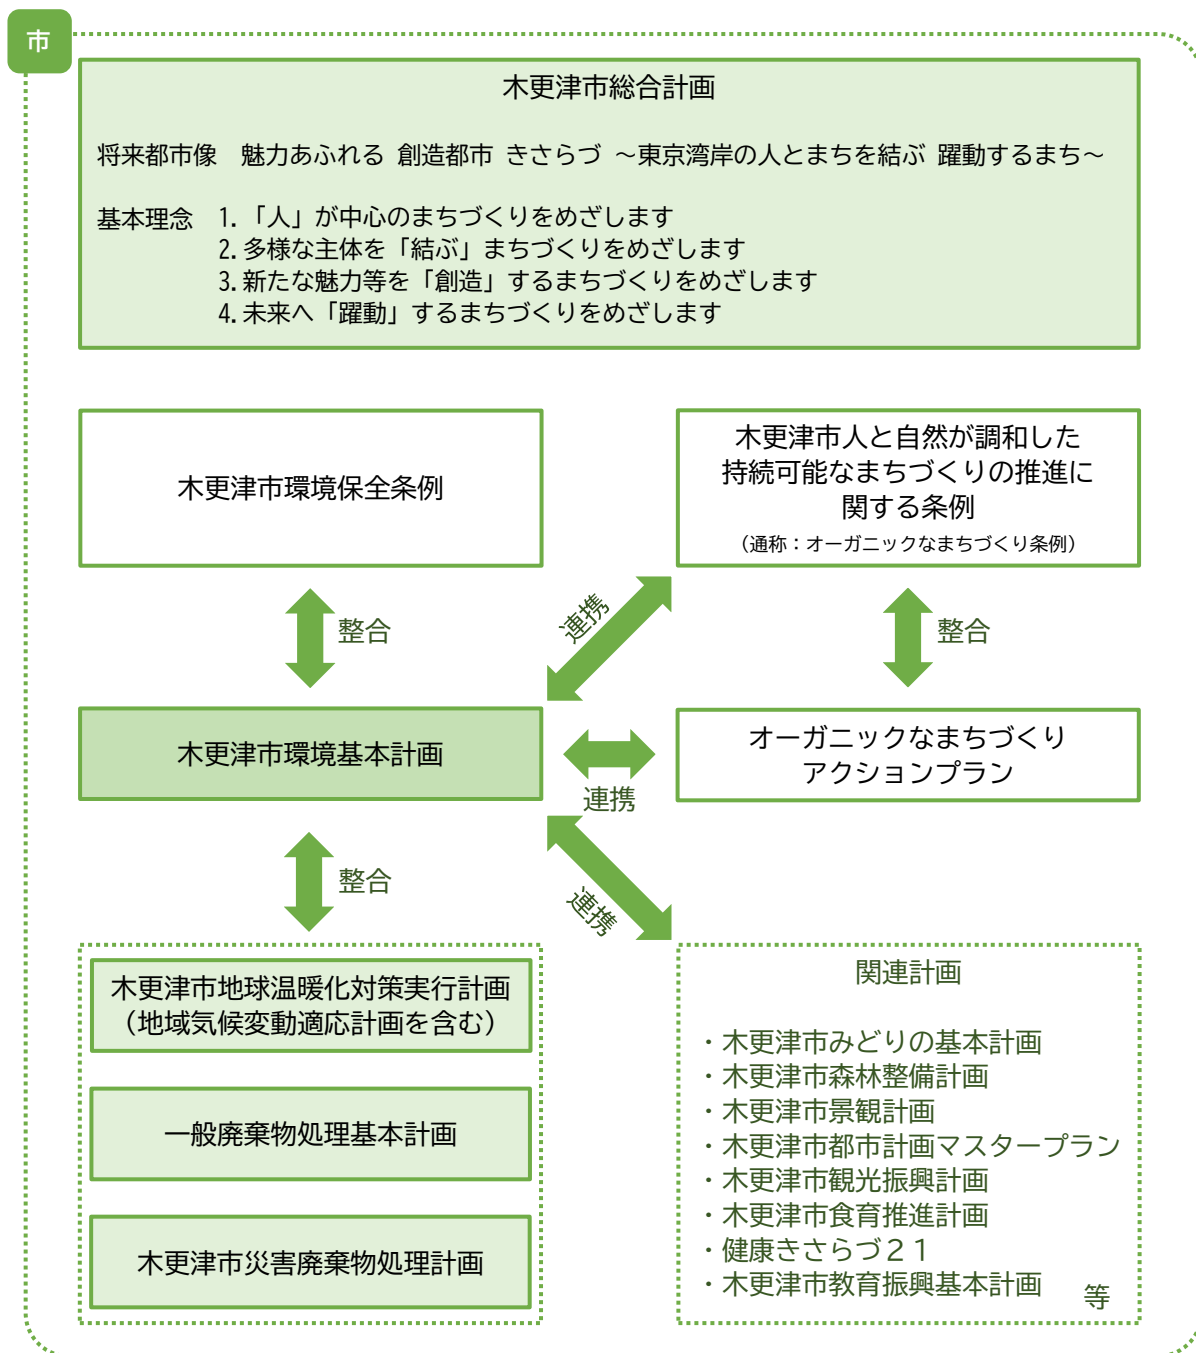 市
木更津市総合計画
将来都市像　魅力あふれる 創造都市 きさらづ ～東京湾岸の人とまちを結ぶ 躍動するまち～
基本理念　1.「人」が中心のまちづくりをめざします
2.多様な主体を「結ぶ」まちづくりをめざします
3.新たな魅力等を「創造」するまちづくりをめざします
4.未来へ「躍動」するまちづくりをめざします
木更津市環境保全条例
木更津市人と自然が調和した
持続可能なまちづくりの推進に
関する条例
（通称：オーガニックなまちづくり条例）
整合
連携
整合
木更津市環境基本計画
連携
オーガニックなまちづくり
アクションプラン
整合
連携
木更津市地球温暖化対策実行計画
（地域気候変動適応計画を含む）
一般廃棄物処理基本計画
木更津市災害廃棄物処理計画
関連計画
・木更津市みどりの基本計画
・木更津市森林整備計画
・木更津市景観計画
・木更津市都市計画マスタープラン
・木更津市観光振興計画
・木更津市食育推進計画
・健康きさらづ２１
・木更津市教育振興基本計画
等